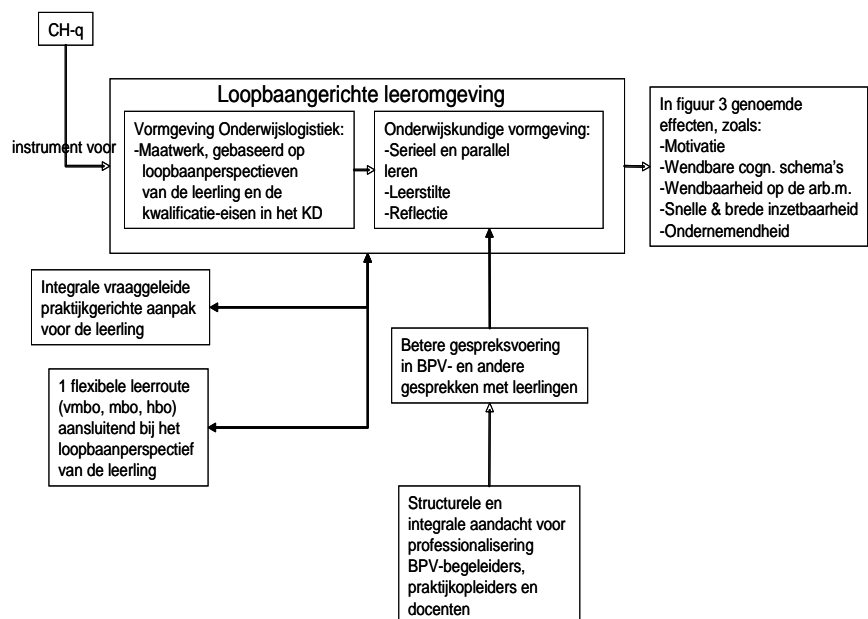 CH-q
instrument voor
Loopbaangerichte leeromgeving
Vormgeving Onderwijslogistiek:
-Maatwerk, gebaseerd op
loopbaanperspectieven
van de leerling en de
kwalificatie-eisen in het KD
Onderwijskundige vormgeving:
-Serieel en parallel
leren
-Leerstilte
-Reflectie
In figuur 3 genoemde
effecten, zoals:
-Motivatie
-Wendbare cogn. schema's
-Wendbaarheid op de arb.m.
-Snelle & brede inzetbaarheid
-Ondernemendheid
Integrale vraaggeleide
praktijkgerichte aanpak
voor de leerling
1 flexibele leerroute
(vmbo, mbo, hbo)
aansluitend bij het
loopbaanperspectief
van de leerling
Betere gespreksvoering
in BPV- en andere
gesprekken met leerlingen
Structurele en
integrale aandacht voor
professionalisering
BPV-begeleiders,
praktijkopleiders en
docenten